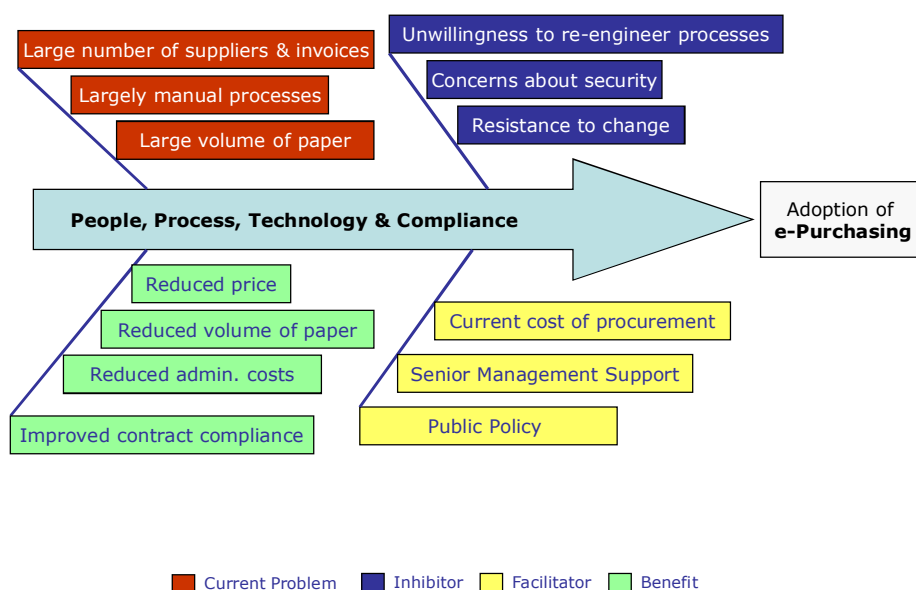 Large number of suppliers & invoices
Largely manual processes
Large volume of paper
Unwillingness to re-engineer processes
Concerns about security
Resistance to change
People, Process, Technology & Compliance
Adoption of
e-Purchasing
Reduced price
Reduced volume of paper
Reduced admin. costs
Improved contract compliance
Current cost of procurement
Senior Management Support
Public Policy
Current Problem
Inhibitor
Facilitator
Benefit